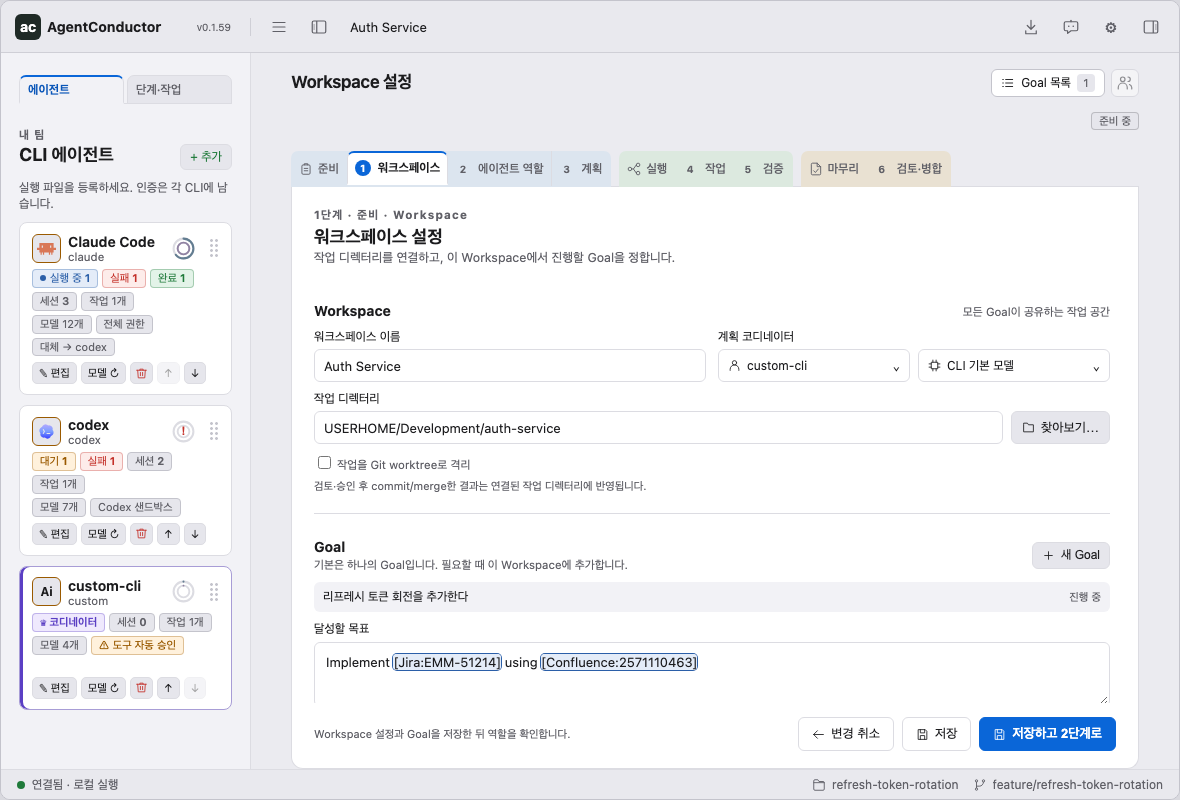 ac AgentConductor v0.1.59 Auth Service
에이전트 단계·작업
내 팀
CLI 에이전트 + 추가
실행 파일을 등록하세요. 인증은 각 CLI에 남
습니다.
Claude Code
claude
실행 중 1 실패 1 완료 1
세션 3 작업 1개
모델 12개 전체 권한
대체 → codex
✎ 편집 모델 ↻ ↑ ↓
codex
codex
대기 1 실패 1 세션 2
작업 1개
모델 7개 Codex 샌드박스
✎ 편집 모델 ↻ ↑ ↓
Ai custom-cli
custom
♛ 코디네이터 세션 0 작업 1개
모델 4개 ⚠ 도구 자동 승인
✎ 편집 모델 ↻ ↑ ↓
Workspace 설정 Goal 목록 1
준비 중
준비 1 워크스페이스 2 에이전트 역할 3 계획 실행 4 작업 5 검증 마무리 6 검토·병합
1단계 · 준비 · Workspace
워크스페이스 설정
작업 디렉터리를 연결하고, 이 Workspace에서 진행할 Goal을 정합니다.
Workspace 모든 Goal이 공유하는 작업 공간
워크스페이스 이름 계획 코디네이터
Auth Service custom-cli CLI 기본 모델
작업 디렉터리
USERHOME/Development/auth-service 찾아보기...
작업을 Git worktree로 격리
검토·승인 후 commit/merge한 결과는 연결된 작업 디렉터리에 반영됩니다.
Goal
기본은 하나의 Goal입니다. 필요할 때 이 Workspace에 추가합니다. + 새 Goal
리프레시 토큰 회전을 추가한다 진행 중
달성할 목표
Implement [Jira:EMM-51214] using [Confluence:2571110463]
Workspace 설정과 Goal을 저장한 뒤 역할을 확인합니다. ← 변경 취소 저장 저장하고 2단계로
연결됨 · 로컬 실행 refresh-token-rotation feature/refresh-token-rotation